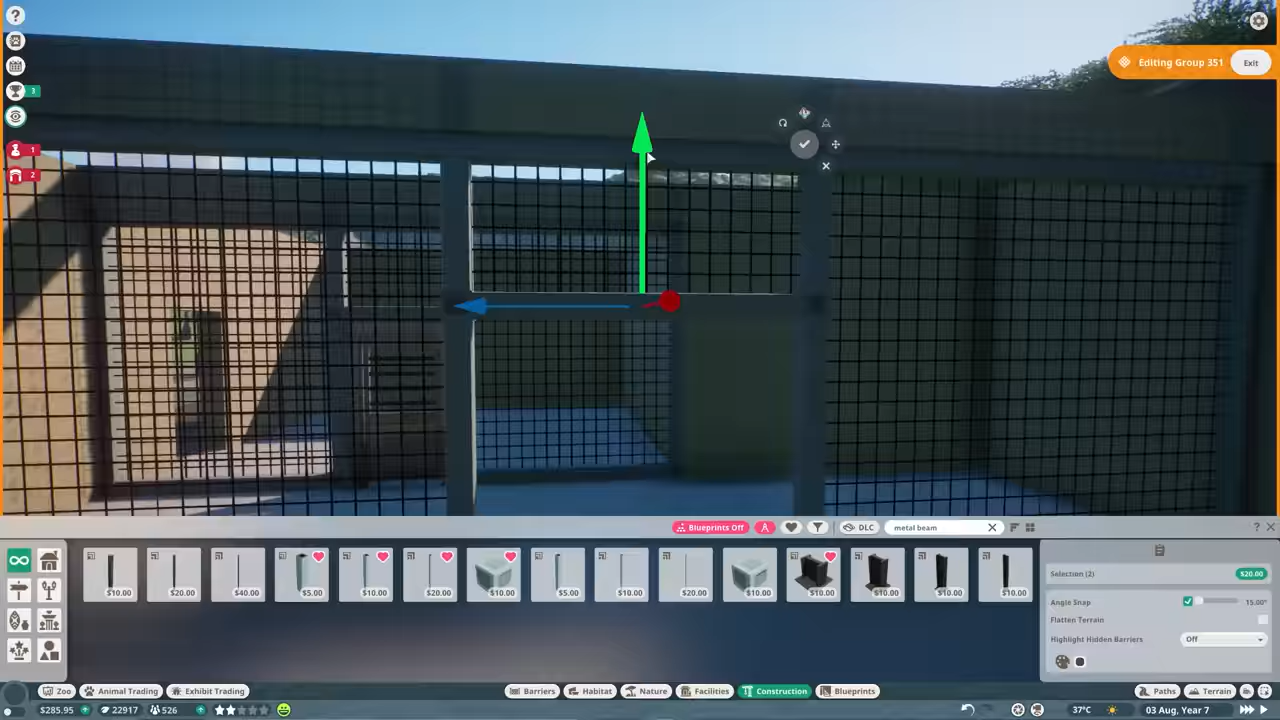 ?
Editing Group 351
Exit
3
1
2
Blueprints Off
DLC
metal beam
?
$10.00
$20.00
$40.00
$5.00
$10.00
$20.00
$10.00
$5.00
$10.00
$20.00
$10.00
$10.00
$10.00
$10.00
$10.00
Selection (2)
$20.00
Angle Snap
15.00°
Flatten Terrain
Highlight Hidden Barriers
Off
Zoo
Animal Trading
Exhibit Trading
Barriers
Habitat
Nature
Facilities
Construction
Blueprints
Paths
Terrain
$285.95
22917
526
37°C
03 Aug, Year 7